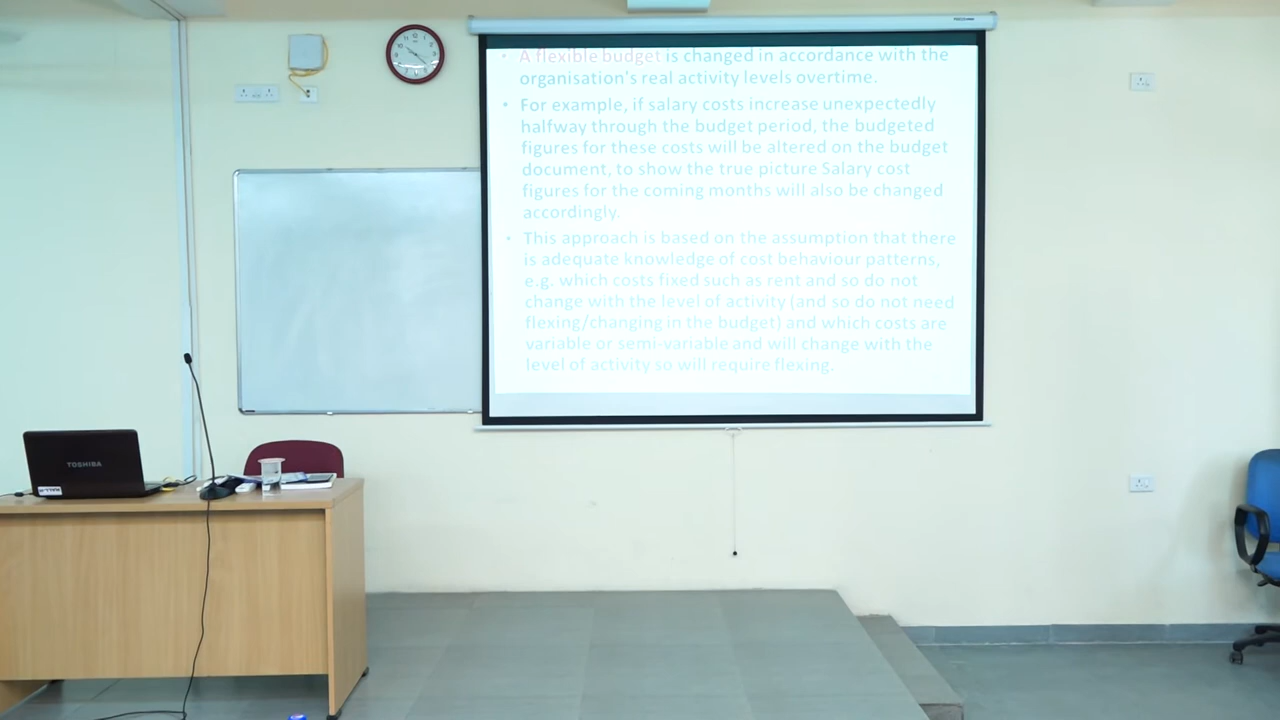 • A flexible budget is changed in accordance with the
organisation's real activity levels overtime.
• For example, if salary costs increase unexpectedly
halfway through the budget period, the budgeted
figures for these costs will be altered on the budget
document, to show the true picture Salary cost
figures for the coming months will also be changed
accordingly.
• This approach is based on the assumption that there
is adequate knowledge of cost behaviour patterns,
e.g. which costs fixed such as rent and so do not
change with the level of activity (and so do not need
flexing/changing in the budget) and which costs are
variable or semi-variable and will change with the
level of activity so will require flexing.
TOSHIBA